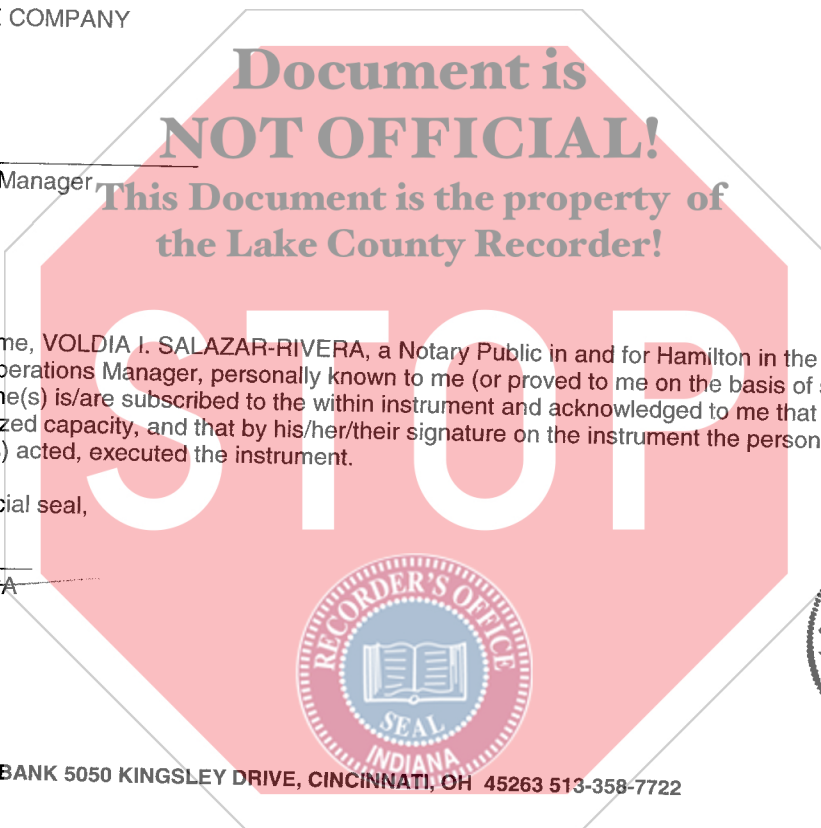 COMPANY
Document is
NOT OFFICIAL!
Manager
This Document is the property of
the Lake County Recorder!
STOP
me, VOLDIA I. SALAZAR-RIVERA, a Notary Public in and for Hamilton in the
perations Manager, personally known to me (or proved to me on the basis of
ne(s) is/are subscribed to the within instrument and acknowledged to me that
zed capacity, and that by his/her/their signature on the instrument the person
) acted, executed the instrument.
cial seal,
A
RECORDER'S OFFICE
SEAL
INDIANA
BANK 5050 KINGSLEY DRIVE, CINCINNATI, OH 45263 513-358-7722